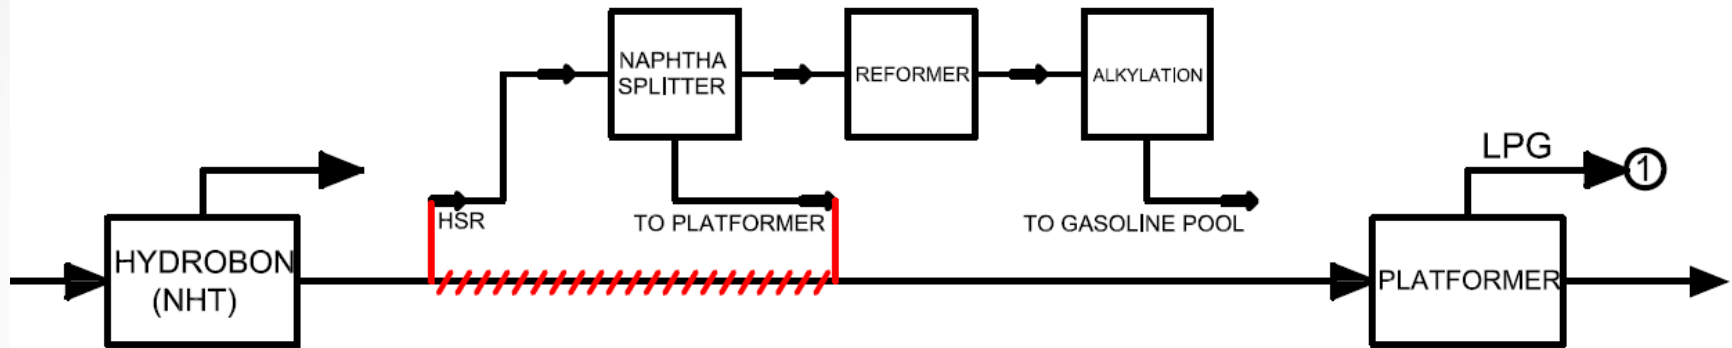 NAPHTHA
SPLITTER
REFORMER
ALKYLATION
LPG
1
HSR
TO PLATFORMER
TO GASOLINE POOL
HYDROBON
(NHT)
PLATFORMER